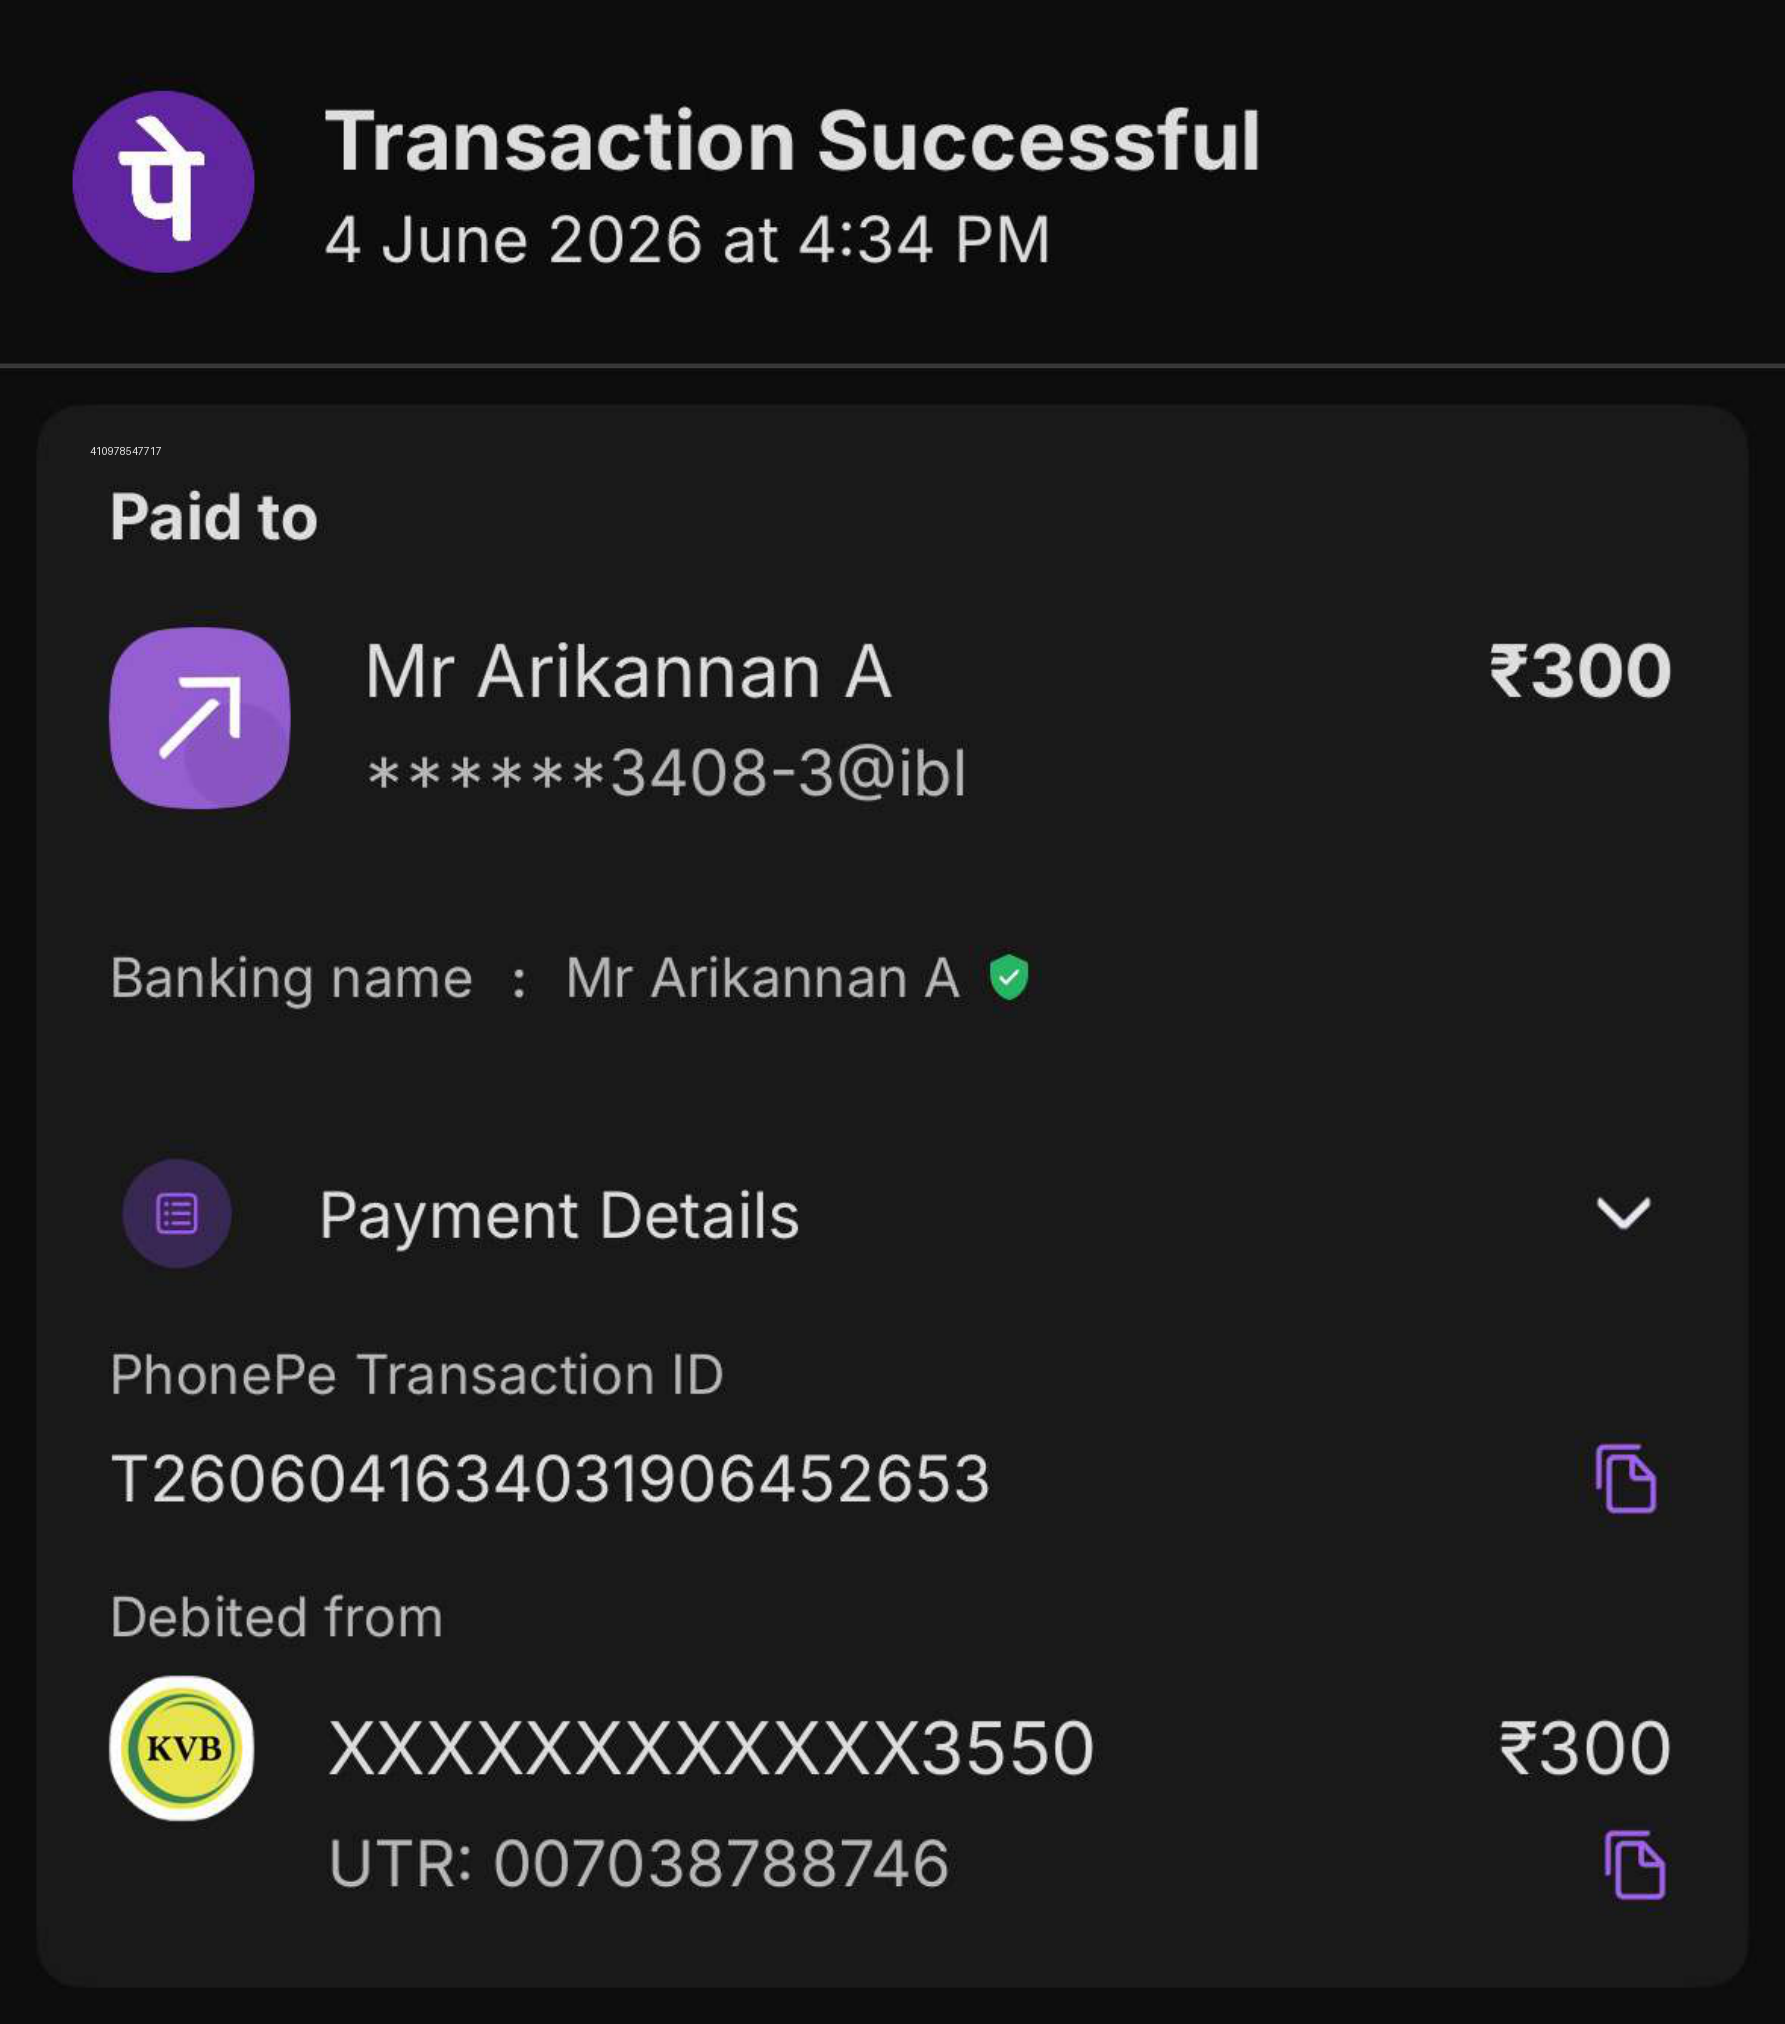 पे
Transaction Successful
4 June 2026 at 4:34 PM
410978547717
Paid to
Mr Arikannan A ₹300
******3408-3@ibl
Banking name : Mr Arikannan A
Payment Details
PhonePe Transaction ID
T2606041634031906452653
Debited from
KVB XXXXXXXXXXXX3550 ₹300
UTR: 007038788746